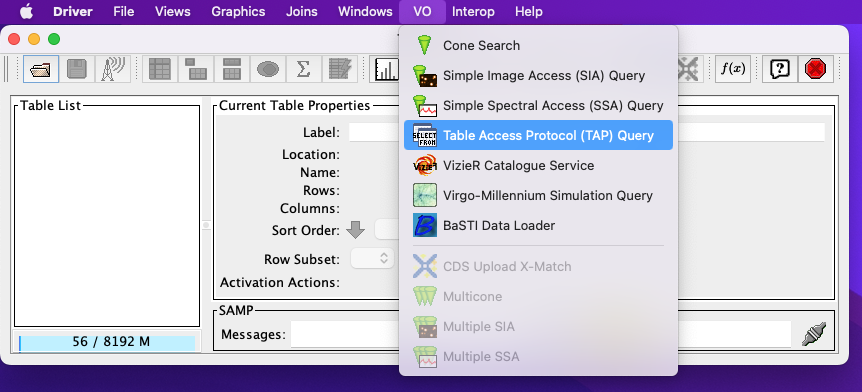 Driver File Views Graphics Joins Windows VO Interop Help
Cone Search
Simple Image Access (SIA) Query
Simple Spectral Access (SSA) Query
SELECT FROM
Table Access Protocol (TAP) Query
VizieR
VizieR Catalogue Service
Virgo-Millennium Simulation Query
BaSTI Data Loader
CDS Upload X-Match
Multicone
Multiple SIA
Multiple SSA
Σ
f(x)
?
Table List
56 / 8192 M
Current Table Properties
Label:
Location:
Name:
Rows:
Columns:
Sort Order:
Row Subset:
Activation Actions:
SAMP
Messages: